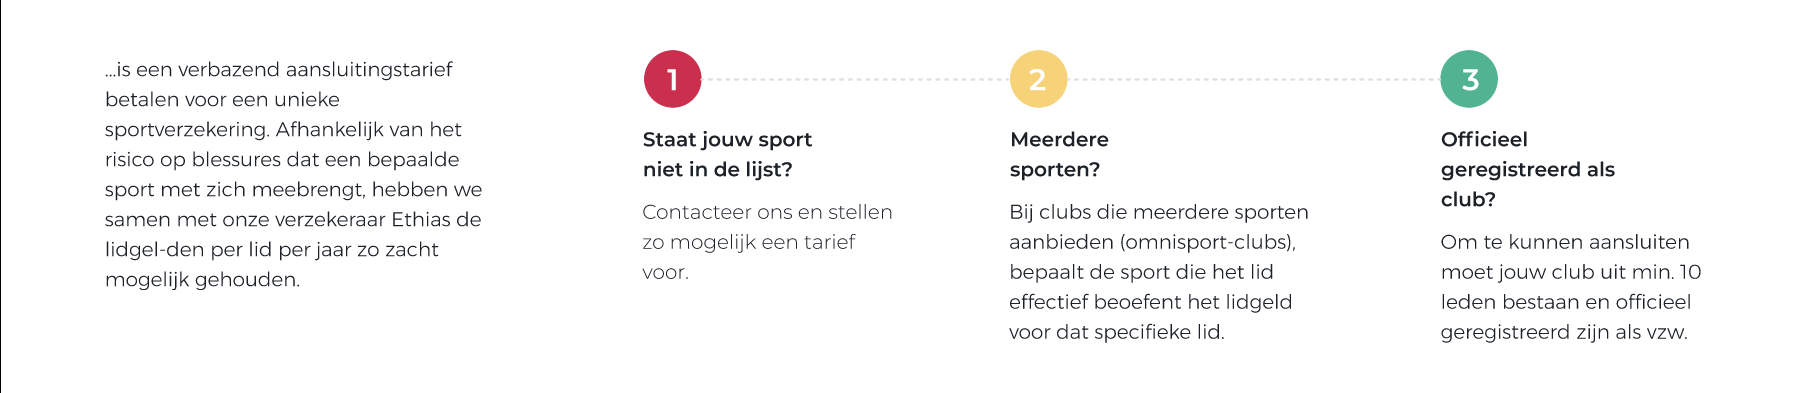 ...is een verbazend aansluitingstarief
betalen voor een unieke
sportverzekering. Afhankelijk van het
risico op blessures dat een bepaalde
sport met zich meebrengt, hebben we
samen met onze verzekeraar Ethias de
lidgel-den per lid per jaar zo zacht
mogelijk gehouden.
1
Staat jouw sport
niet in de lijst?
Contacteer ons en stellen
zo mogelijk een tarief
voor.
2
Meerdere
sporten?
Bij clubs die meerdere sporten
aanbieden (omnisport-clubs),
bepaalt de sport die het lid
effectief beoefent het lidgeld
voor dat specifieke lid.
3
Officieel
geregistreerd als
club?
Om te kunnen aansluiten
moet jouw club uit min. 10
leden bestaan en officieel
geregistreerd zijn als vzw.